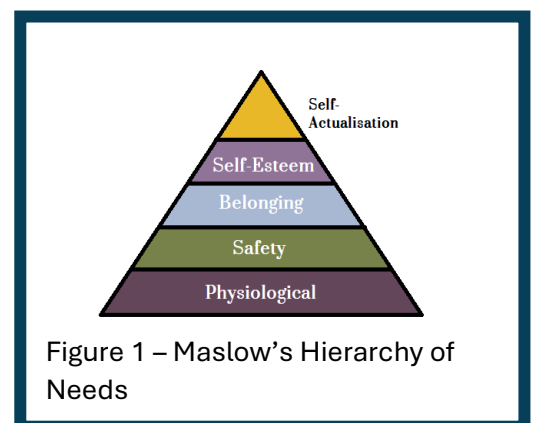 Self-
Actualisation
Self-Esteem
Belonging
Safety
Physiological
Figure 1 – Maslow's Hierarchy of
Needs